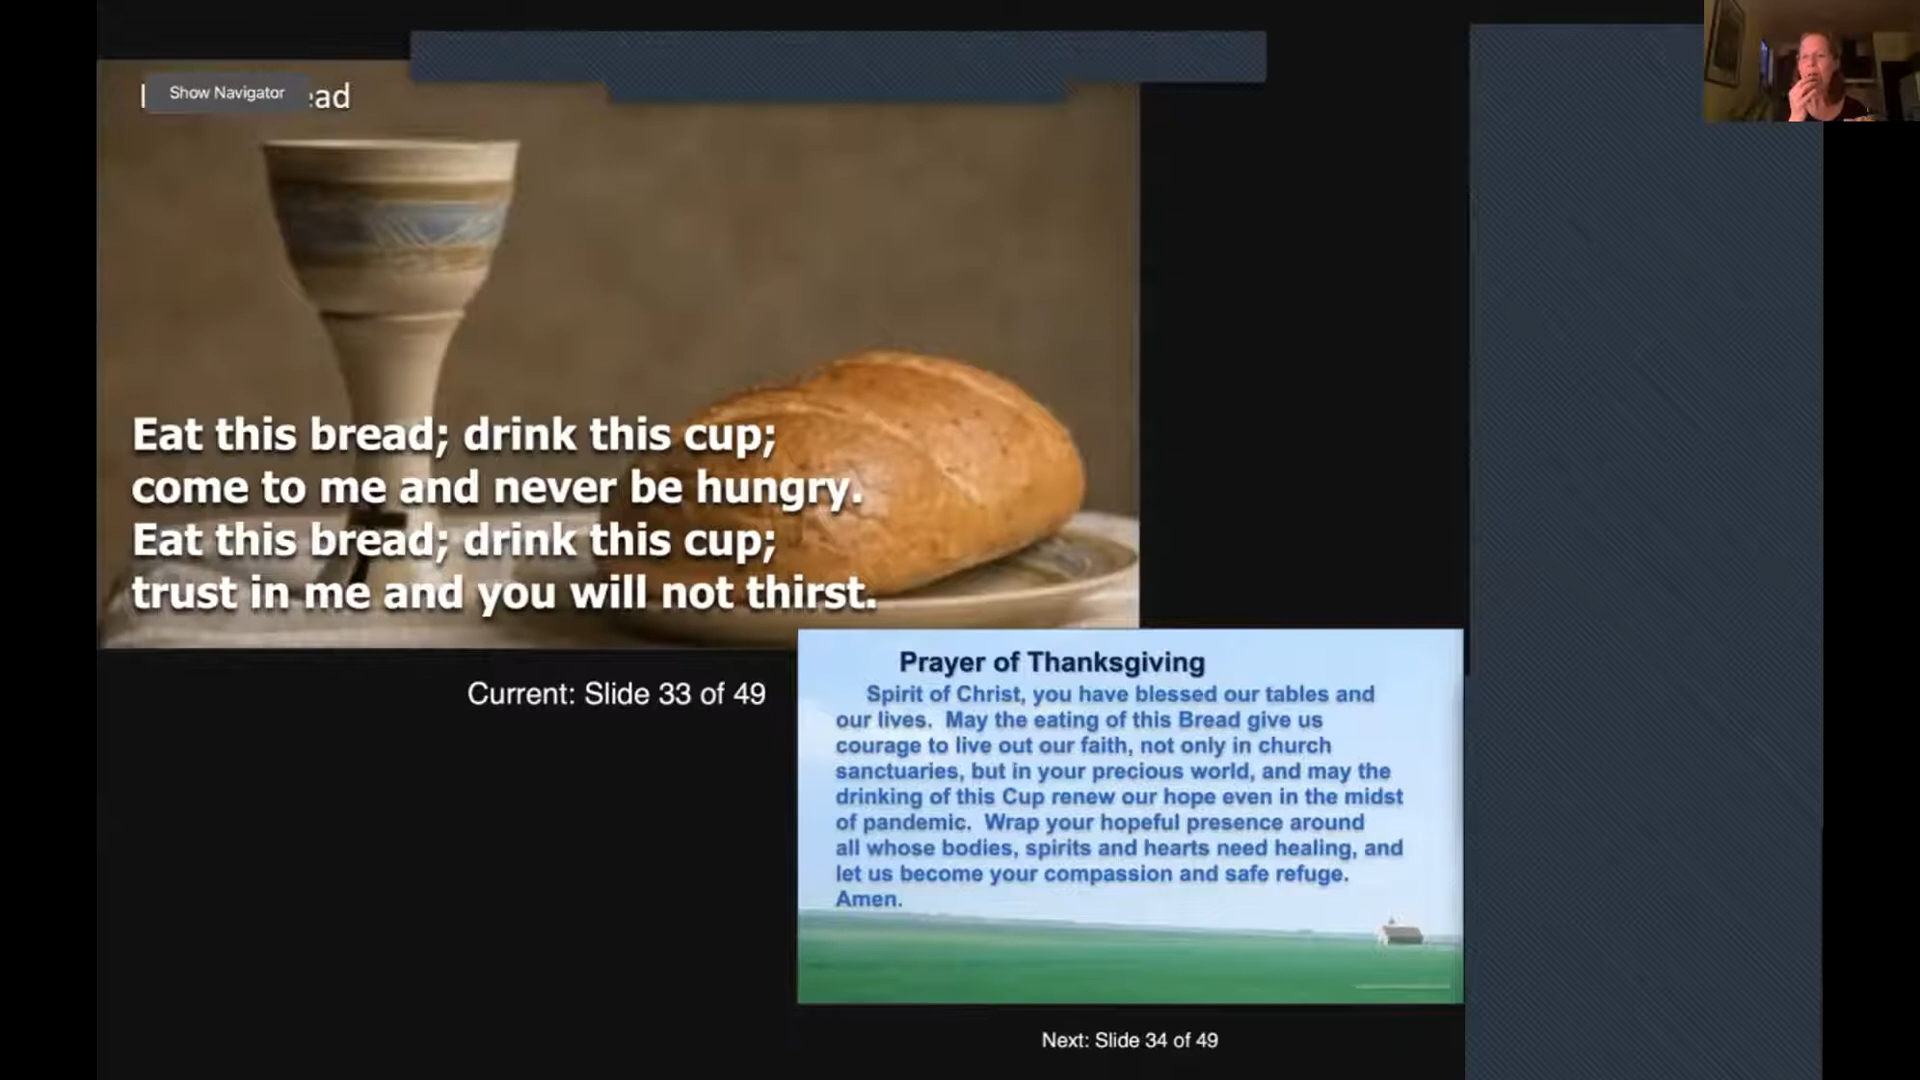 Show Navigator
ead
Eat this bread; drink this cup;
come to me and never be hungry.
Eat this bread; drink this cup;
trust in me and you will not thirst.
Current: Slide 33 of 49
Prayer of Thanksgiving
Spirit of Christ, you have blessed our tables and
our lives. May the eating of this Bread give us
courage to live out our faith, not only in church
sanctuaries, but in your precious world, and may the
drinking of this Cup renew our hope even in the midst
of pandemic. Wrap your hopeful presence around
all whose bodies, spirits and hearts need healing, and
let us become your compassion and safe refuge.
Amen.
Next: Slide 34 of 49